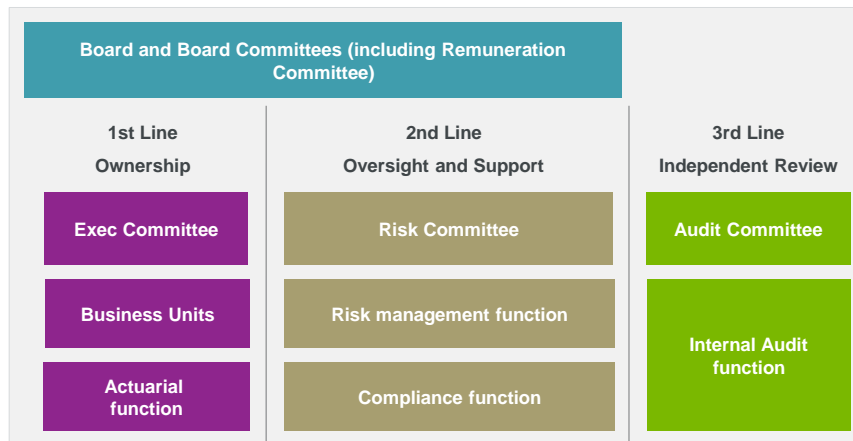 Board and Board Committees (including Remuneration
Committee)
1st Line
Ownership
Exec Committee
Business Units
Actuarial
function
2nd Line
Oversight and Support
Risk Committee
Risk management function
Compliance function
3rd Line
Independent Review
Audit Committee
Internal Audit
function